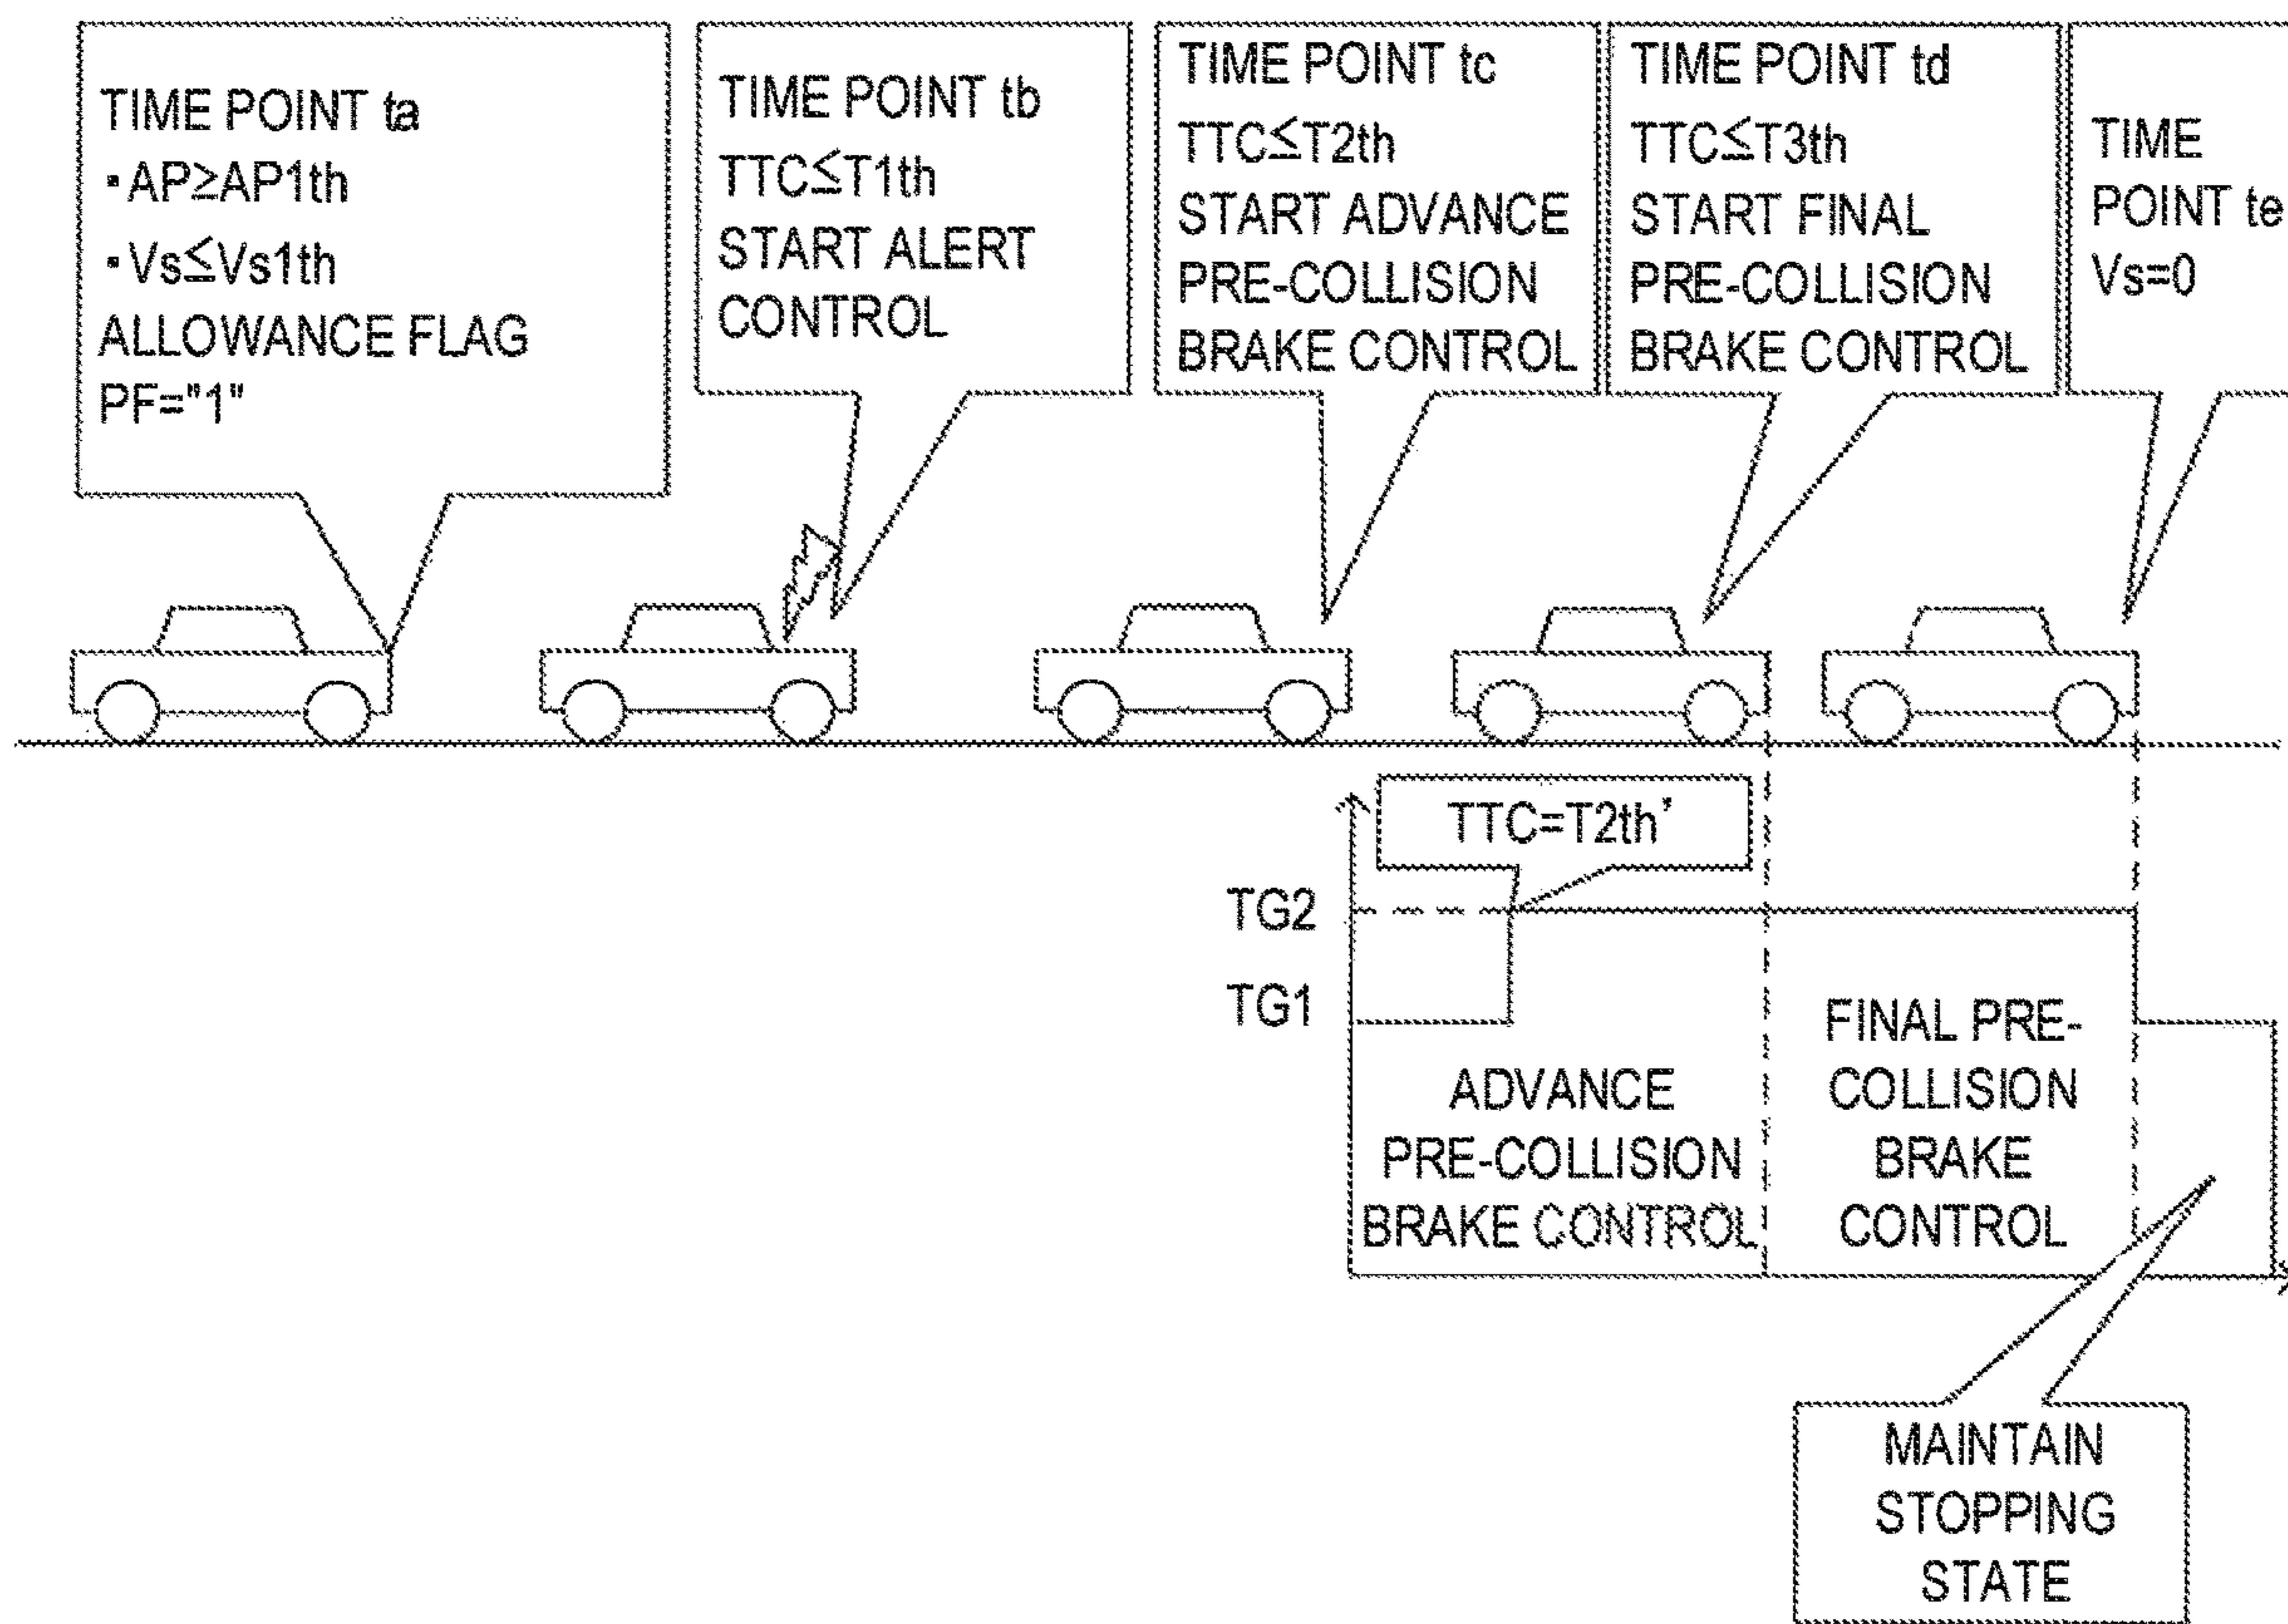 TIME POINT ta
・AP≥AP1th
・Vs≦Vs1th
ALLOWANCE FLAG
PF="1"
TIME POINT tb
TTC≦T1th
START ALERT
CONTROL
TIME POINT tc
TTC≦T2th
START ADVANCE
PRE-COLLISION
BRAKE CONTROL
TIME POINT td
TTC≦T3th
START FINAL
PRE-COLLISION
BRAKE CONTROL
TIME
POINT te
Vs=0
TTC=T2th'
TG2
TG1
ADVANCE
PRE-COLLISION
BRAKE CONTROL
FINAL PRE-
COLLISION
BRAKE
CONTROL
MAINTAIN
STOPPING
STATE